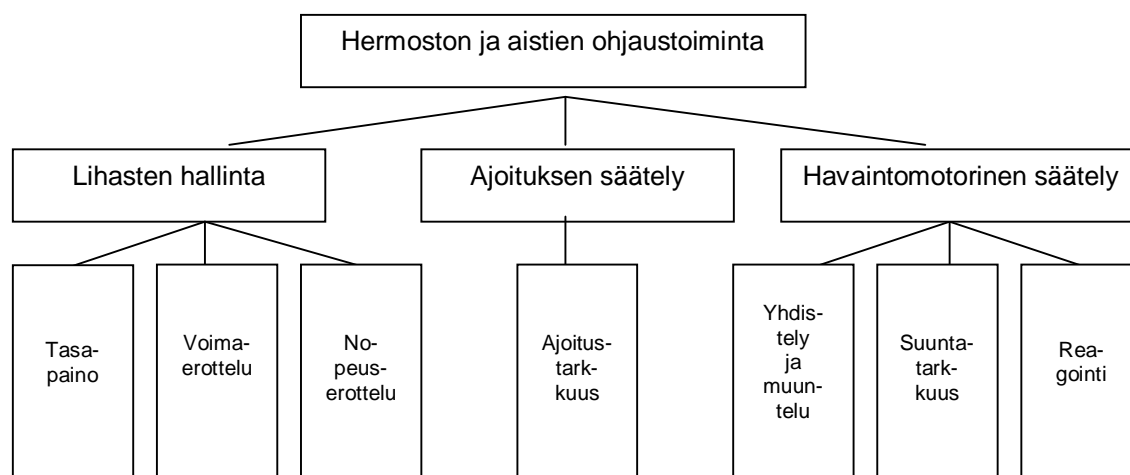 Hermoston ja aistien ohjaustoiminta
Lihasten hallinta
Ajoituksen säätely
Havaintomotorinen säätely
Tasa-
paino
Voima-
erottelu
No-
peus-
erottelu
Ajoitus-
tark-
kuus
Yhdis-
tely
ja
muun-
telu
Suunta-
tark-
kuus
Rea-
gointi